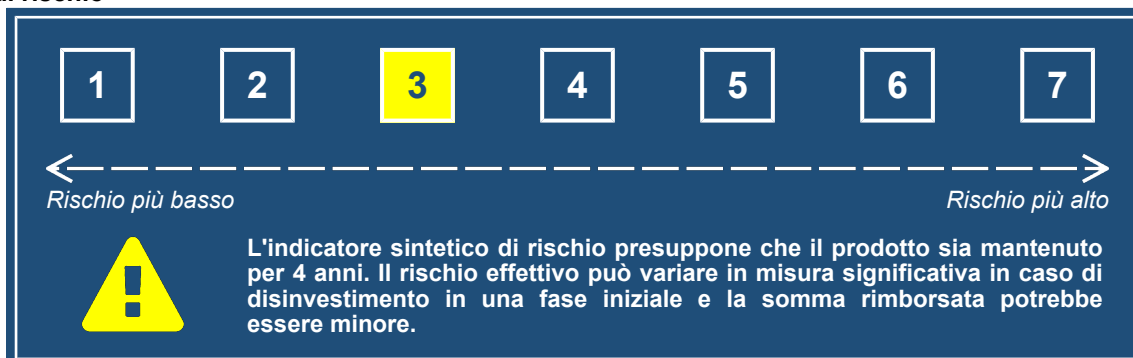 di rischio
1 2 3 4 5 6 7
Rischio più basso Rischio più alto
L'indicatore sintetico di rischio presuppone che il prodotto sia mantenuto
per 4 anni. Il rischio effettivo può variare in misura significativa in caso di
disinvestimento in una fase iniziale e la somma rimborsata potrebbe
essere minore.